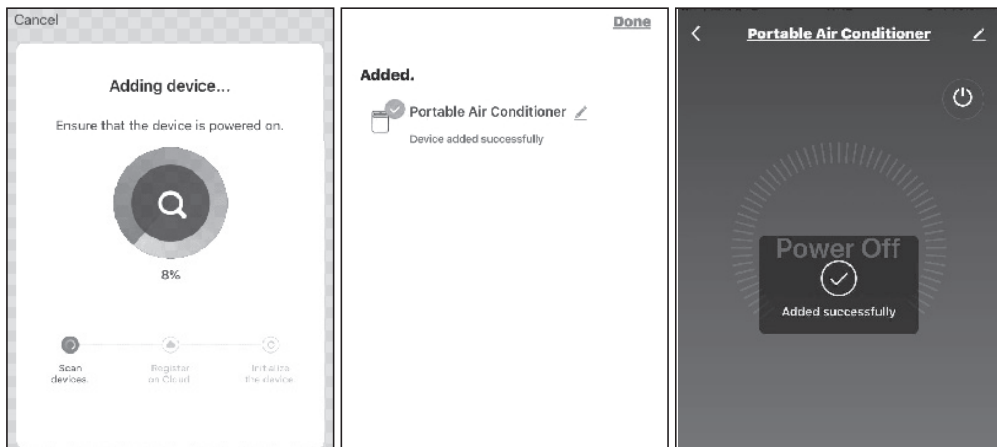 Cancel
Adding device...
Ensure that the device is powered on.
8%
Scan
devices.
Register
on Cloud
Initialize
the device.
Done
Added.
Portable Air Conditioner
Device added successfully
Portable Air Conditioner
Power Off
Added successfully